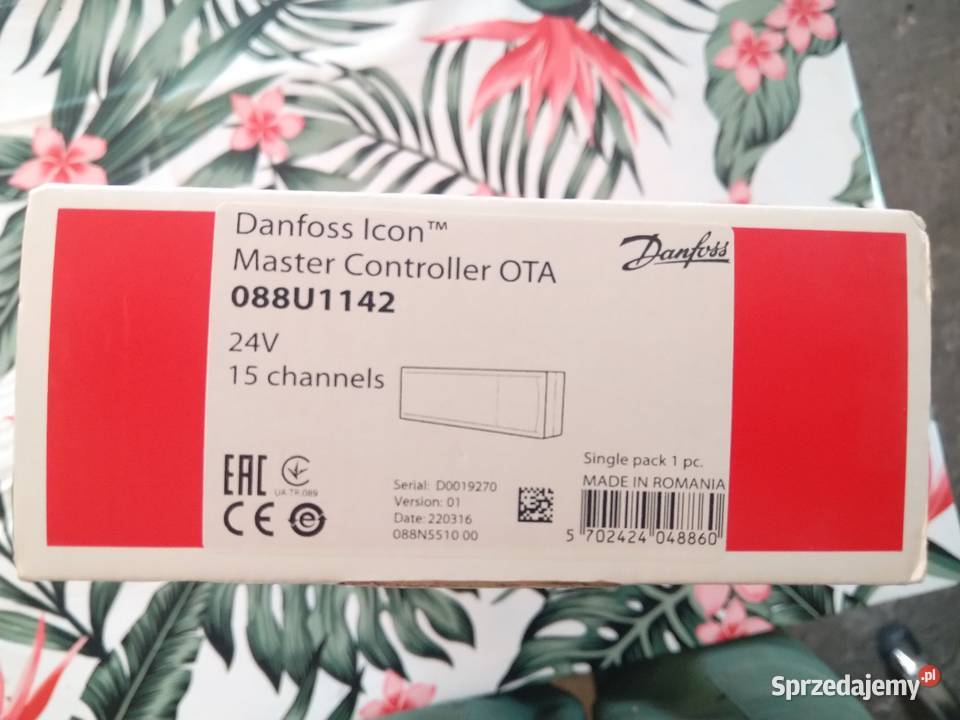 Danfoss Icon™
Master Controller OTA
088U1142
24V
15 channels
Danfoss
EAC
UA.TR.089
CE
Serial: D0019270
Version: 01
Date: 220316
088N5510 00
Single pack 1 pc.
MADE IN ROMANIA
5 702424 048860
Sprzedajemy.pl